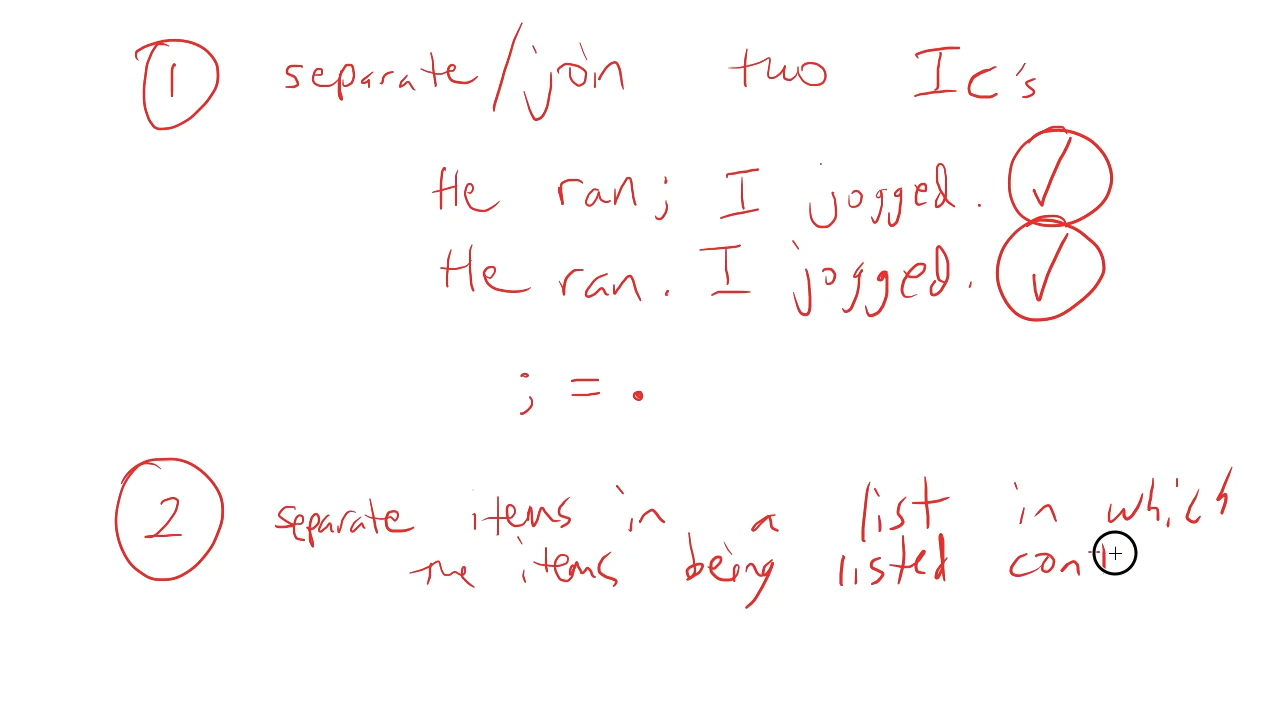 1 separate/join two Ic's
He ran; I jogged. ✓
He ran. I jogged. ✓
; = .
2 separate items in a list in which
the items being listed cont